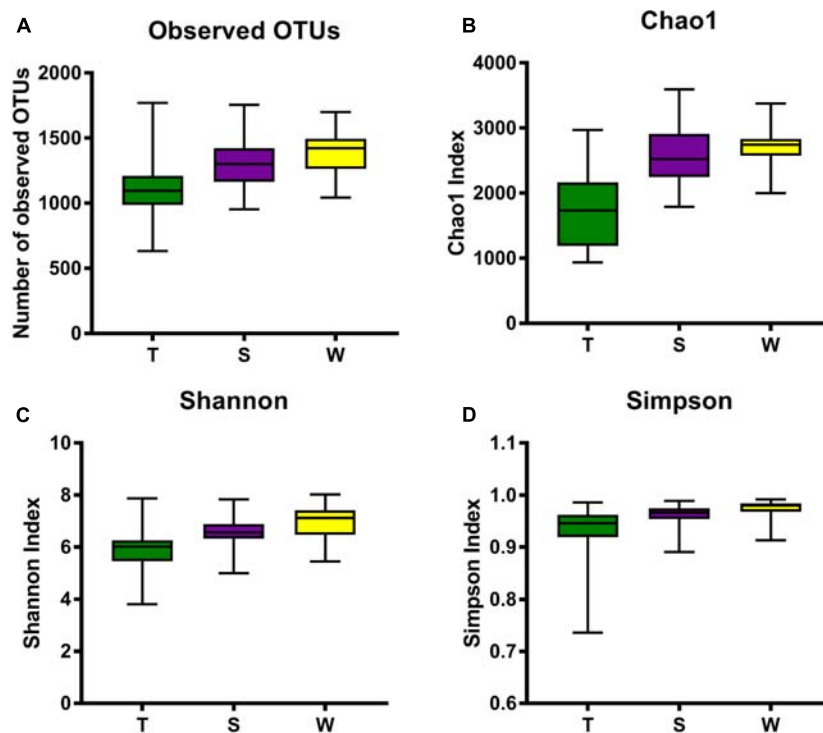 A
Observed OTUs
Number of observed OTUs
2000
1500
1000
500
0
T S W
B
Chao1
Chao1 Index
4000
3000
2000
1000
0
T S W
C
Shannon
Shannon Index
10
8
6
4
2
0
T S W
D
Simpson
Simpson Index
1.1
1.0
0.9
0.8
0.7
0.6
T S W